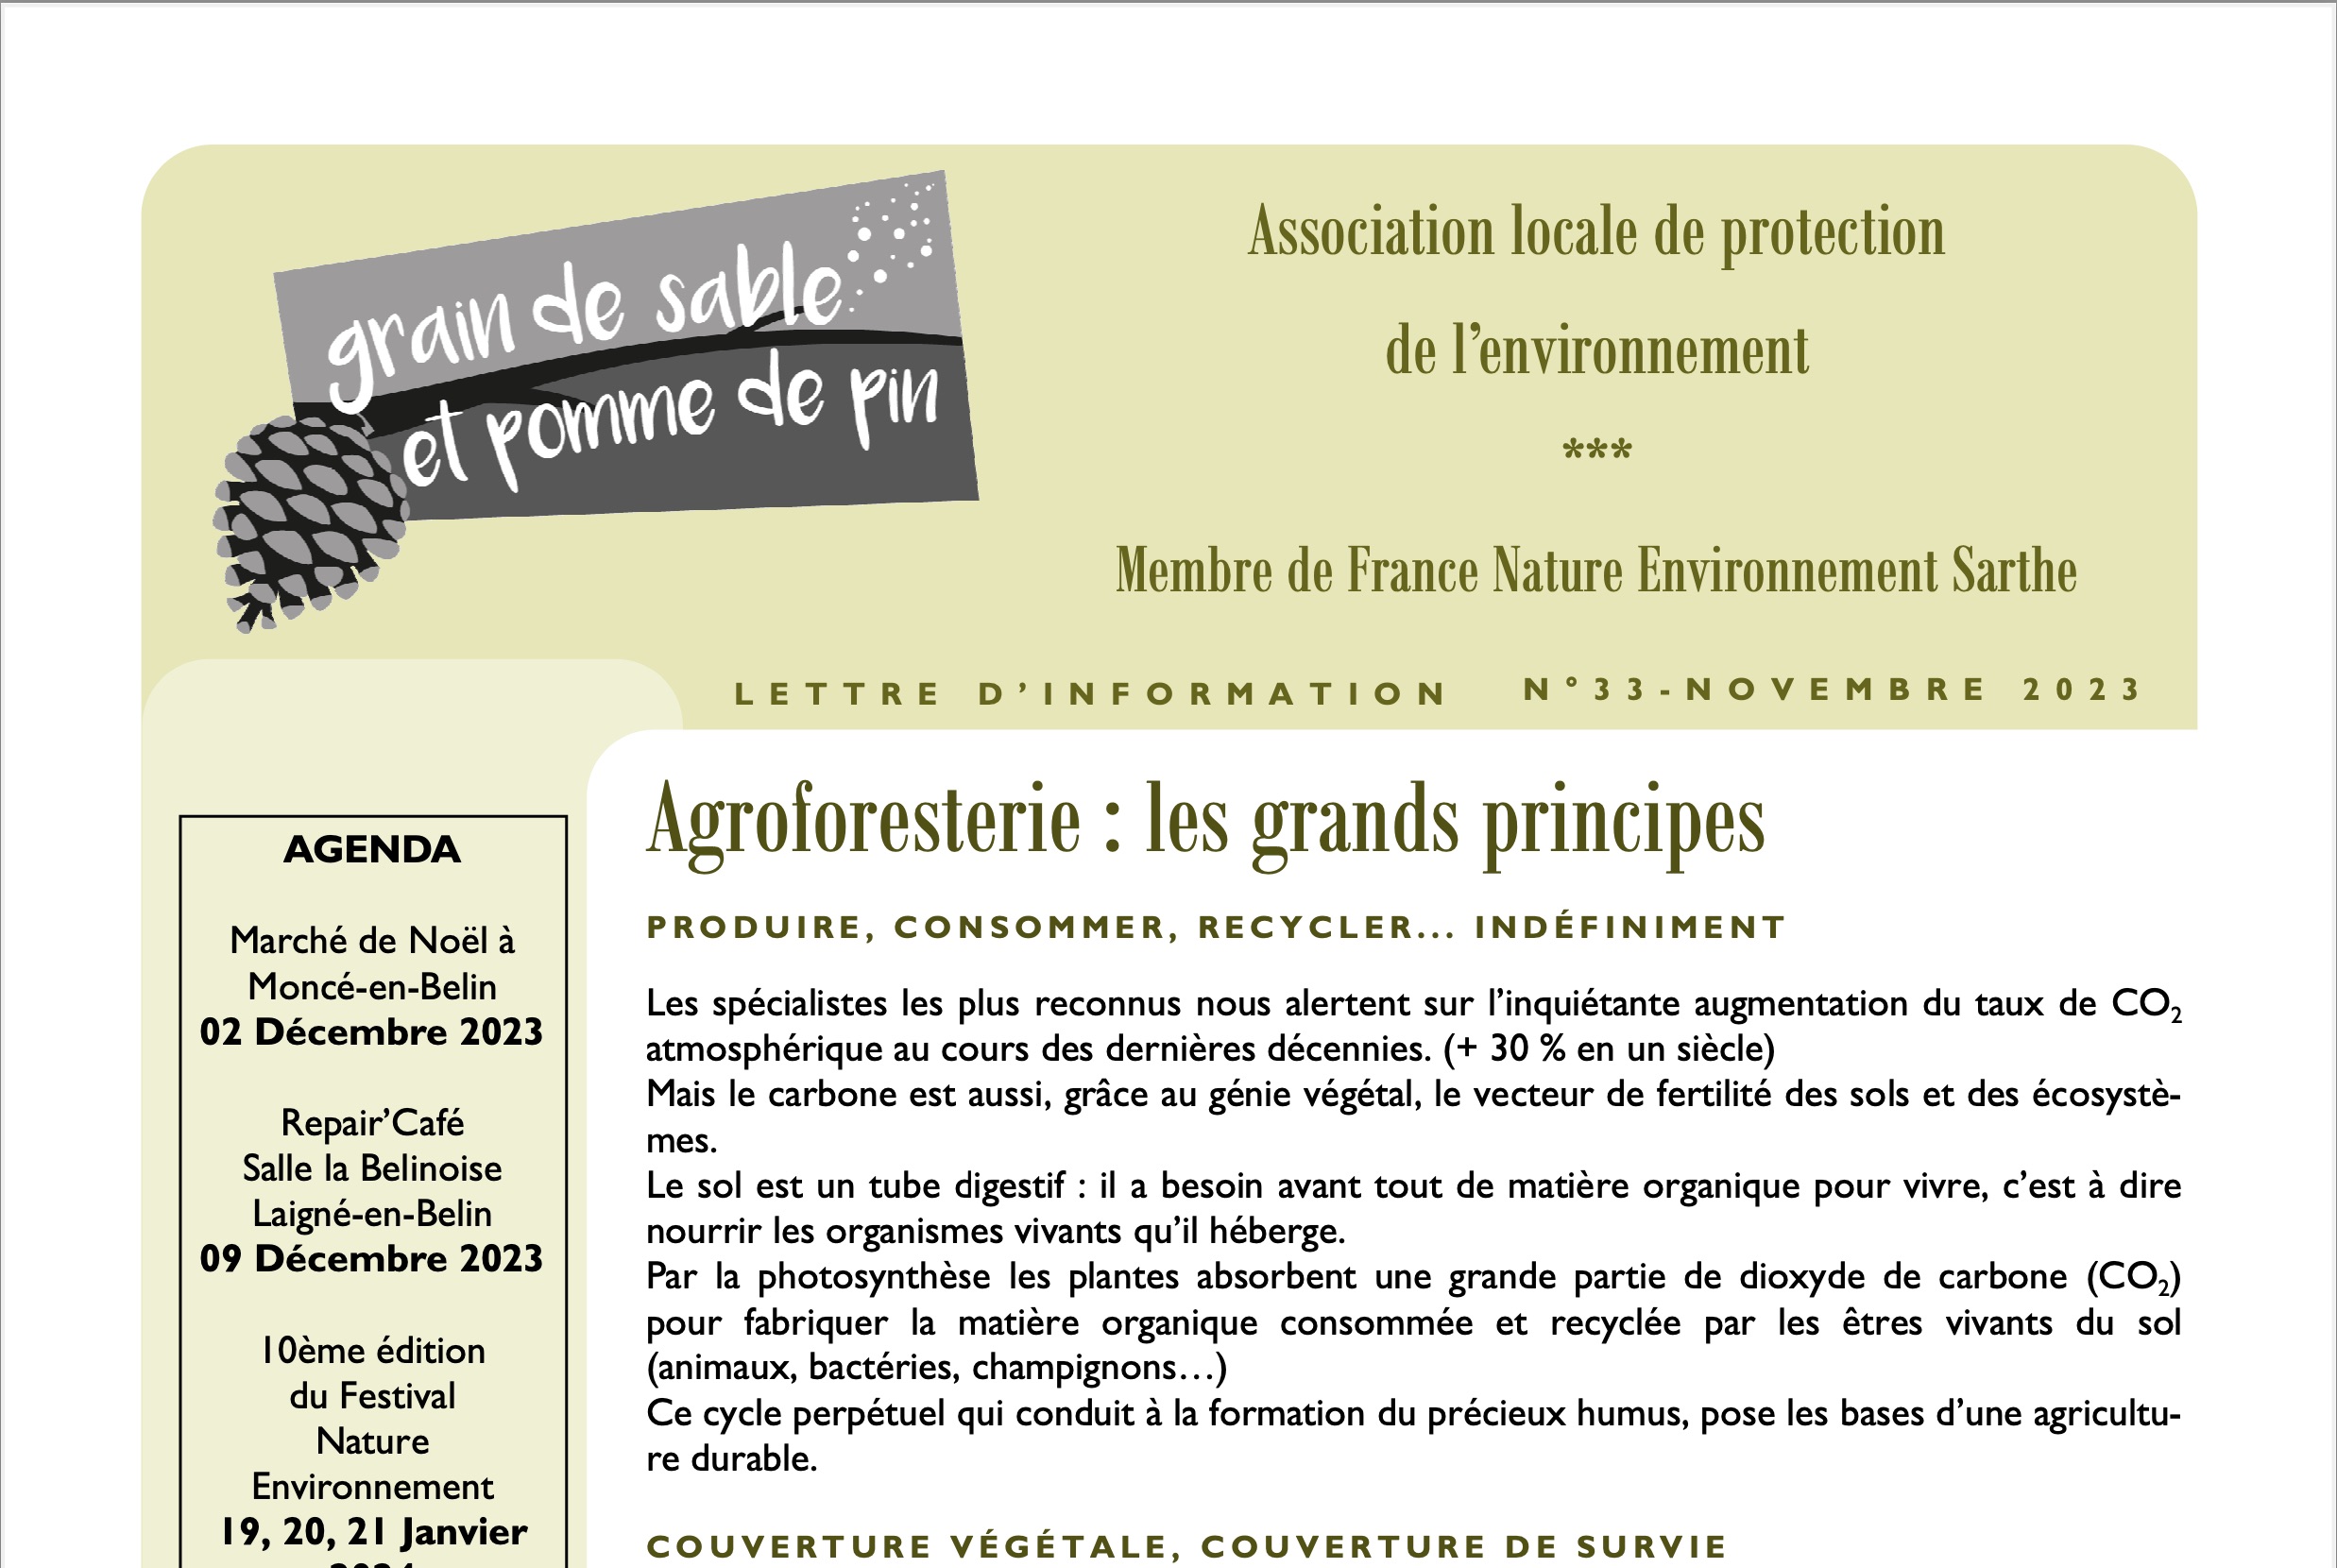 grain de sable
et pomme de pin
Association locale de protection
de l’environnement
***
Membre de France Nature Environnement Sarthe
LETTRE D’INFORMATION N°33-NOVEMBRE 2023
AGENDA
Marché de Noël à
Moncé-en-Belin
02 Décembre 2023
Repair’Café
Salle la Belinoise
Laigné-en-Belin
09 Décembre 2023
10ème édition
du Festival
Nature
Environnement
19, 20, 21 Janvier
Agroforesterie : les grands principes
PRODUIRE, CONSOMMER, RECYCLER... INDÉFINIMENT
Les spécialistes les plus reconnus nous alertent sur l’inquiétante augmentation du taux de CO₂
atmosphérique au cours des dernières décennies. (+ 30 % en un siècle)
Mais le carbone est aussi, grâce au génie végétal, le vecteur de fertilité des sols et des écosystè-
mes.
Le sol est un tube digestif : il a besoin avant tout de matière organique pour vivre, c’est à dire
nourrir les organismes vivants qu’il héberge.
Par la photosynthèse les plantes absorbent une grande partie de dioxyde de carbone (CO₂)
pour fabriquer la matière organique consommée et recyclée par les êtres vivants du sol
(animaux, bactéries, champignons…)
Ce cycle perpétuel qui conduit à la formation du précieux humus, pose les bases d’une agricultu-
re durable.
COUVERTURE VÉGÉTALE, COUVERTURE DE SURVIE